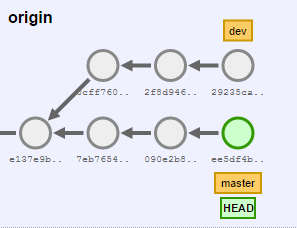 origin
dev
cff760..
2f8d946..
29235ca..
e137e9b..
7eb7654..
090e2b8..
ee5df4b..
master
HEAD